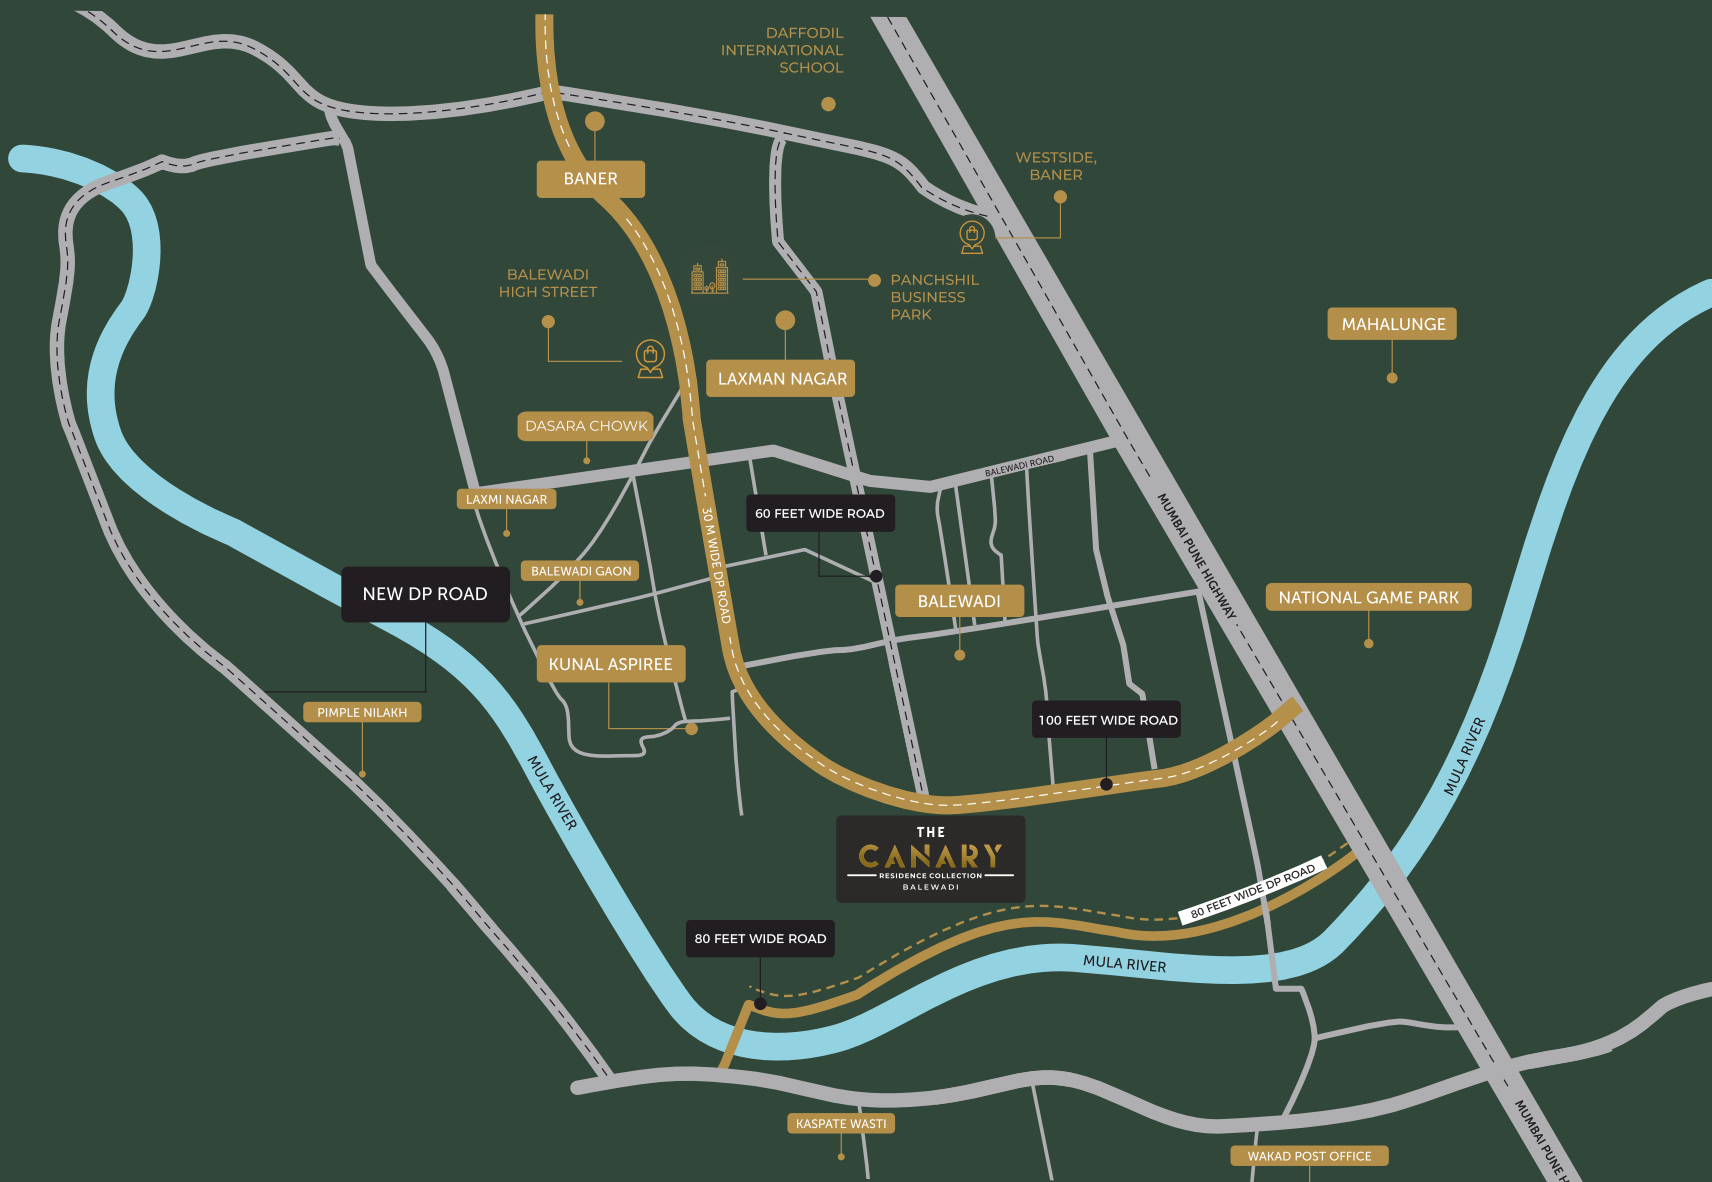 DAFFODIL
INTERNATIONAL
SCHOOL
WESTSIDE,
BANER
BANER
BALEWADI
HIGH STREET
PANCHSHIL
BUSINESS
PARK
MAHALUNGE
LAXMAN NAGAR
DASARA CHOWK
BALEWADI ROAD
LAXMI NAGAR
60 FEET WIDE ROAD
30 M WIDE DP ROAD
MUMBAI PUNE HIGHWAY
BALEWADI GAON
NEW DP ROAD
BALEWADI
NATIONAL GAME PARK
KUNAL ASPIREE
PIMPLE NILAKH
100 FEET WIDE ROAD
MULA RIVER
MULA RIVER
THE
CANARY
RESIDENCE COLLECTION
BALEWADI
80 FEET WIDE DP ROAD
80 FEET WIDE ROAD
MULA RIVER
KASPATE WASTI
WAKAD POST OFFICE
MUMBAI PUNE H